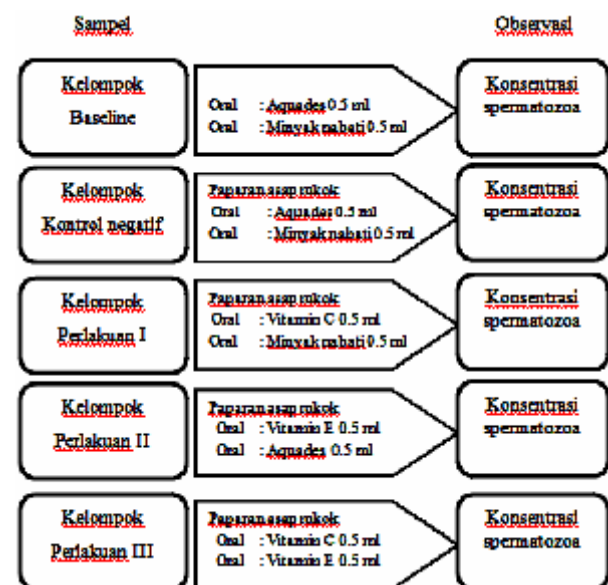 Sampel
Observasi
Kelompok
Baseline
Oral : Aquades 0.5 ml
Oral : Minyak nabati 0.5 ml
Konsentrasi
spermatozoa
Kelompok
Kontrol negatif
Paparan asap rokok
Oral : Aquades 0.5 ml
Oral : Minyak nabati 0.5 ml
Konsentrasi
spermatozoa
Kelompok
Perlakuan I
Paparan asap rokok
Oral : Vitamin C 0.5 ml
Oral : Minyak nabati 0.5 ml
Konsentrasi
spermatozoa
Kelompok
Perlakuan II
Paparan asap rokok
Oral : Vitamin E 0.5 ml
Oral : Aquades 0.5 ml
Konsentrasi
spermatozoa
Kelompok
Perlakuan III
Paparan asap rokok
Oral : Vitamin C 0.5 ml
Oral : Vitamin E 0.5 ml
Konsentrasi
spermatozoa